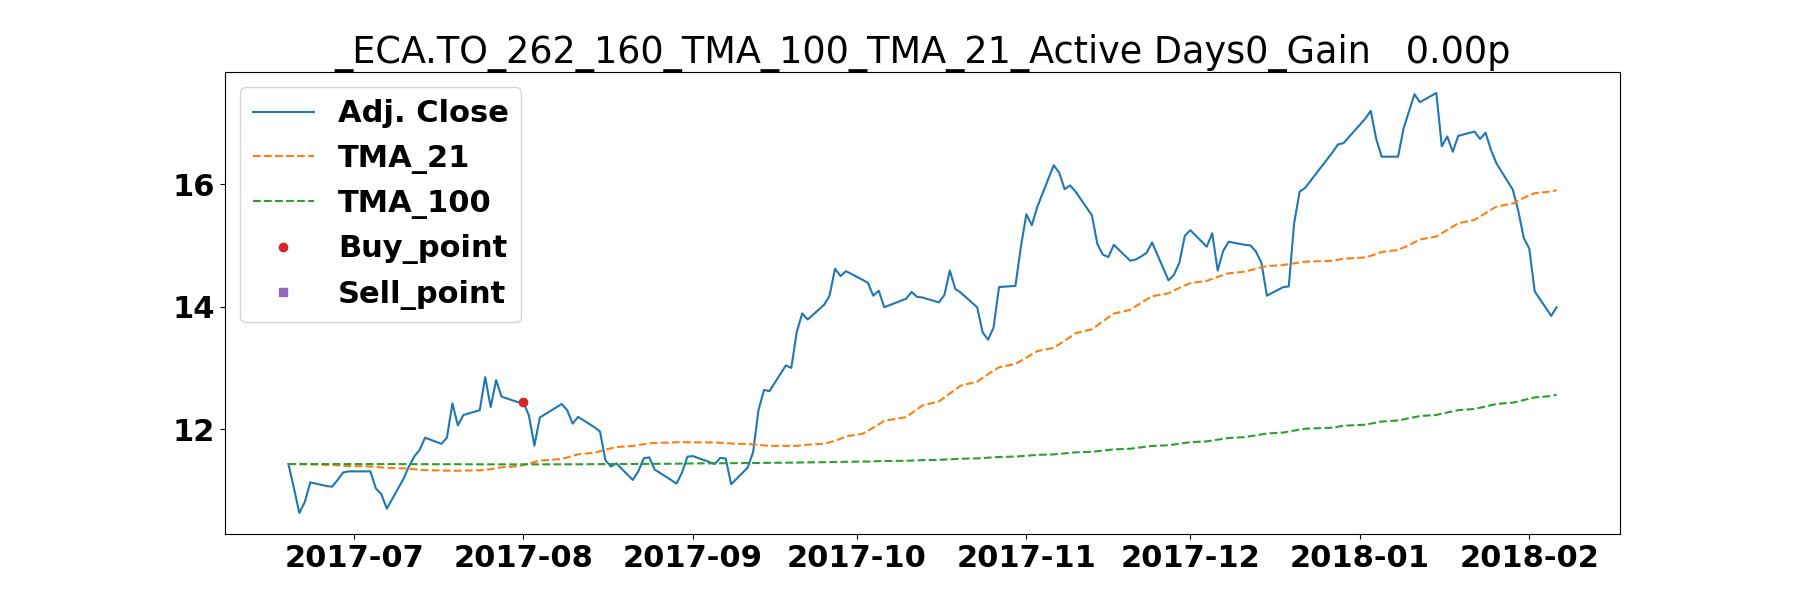 _ECA.TO_262_160_TMA_100_TMA_21_Active Days0_Gain   0.00p
Adj. Close
TMA_21
TMA_100
Buy_point
Sell_point
16
14
12
2017-07 2017-08 2017-09 2017-10 2017-11 2017-12 2018-01 2018-02